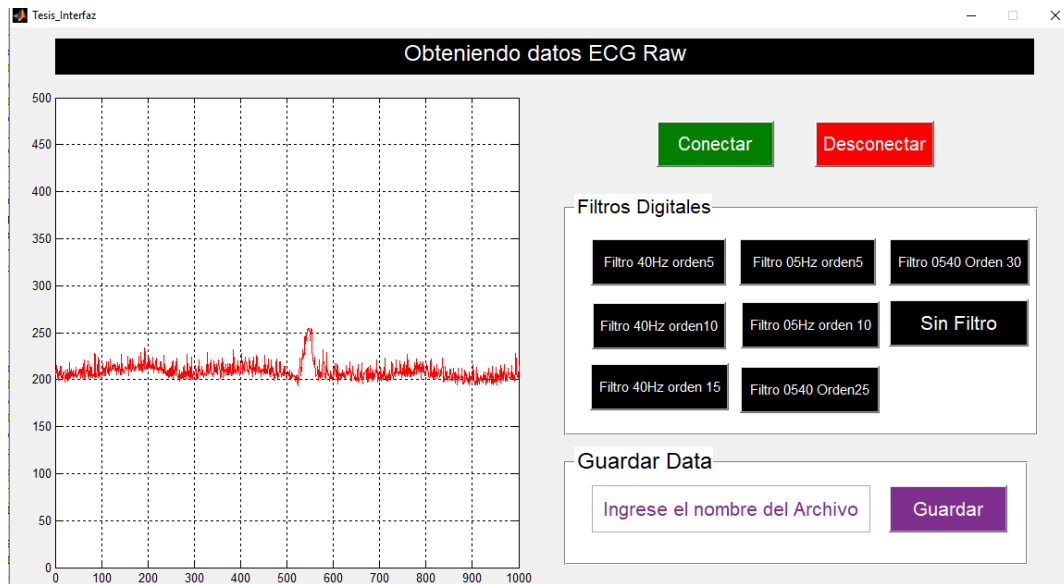 Tesis_Interfaz
Obteniendo datos ECG Raw
500
450
400
350
300
250
200
150
100
50
0
0 100 200 300 400 500 600 700 800 900 1000
Conectar
Desconectar
Filtros Digitales
Filtro 40Hz orden5
Filtro 05Hz orden5
Filtro 0540 Orden 30
Filtro 40Hz orden10
Filtro 05Hz orden 10
Sin Filtro
Filtro 40Hz orden 15
Filtro 0540 Orden25
Guardar Data
Ingrese el nombre del Archivo
Guardar